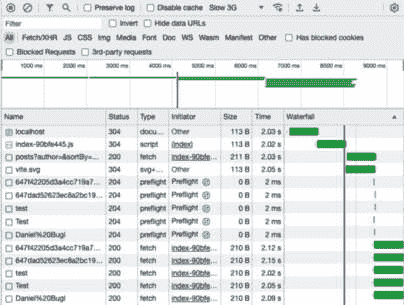 Preserve log Disable cache Slow 3G
Filter Invert Hide data URLs
All Fetch/XHR JS CSS Img Media Font Doc WS Wasm Manifest Other Has blocked cookies
Blocked Requests 3rd-party requests
1000 ms 2000 ms 3000 ms 4000 ms 5000 ms 6000 ms 7000 ms 8000 ms 9000 ms
Name Status Type Initiator Size Time Waterfall
localhost 304 docu... Other 113 B 2.03 s
index-90bfe445.js 304 script (index) 113 B 2.02 s
posts?author=&sortBy=... 200 fetch index-90bfe... 211 B 2.03 s
vite.svg 304 svg+... Other 113 B 2.05 s
647f42205d3a4cc719a7... 204 preflight Preflight 0 B 2 ms
647dad52623ec8a2bc19... 204 preflight Preflight 0 B 2 ms
test 204 preflight Preflight 0 B 2 ms
Test 204 preflight Preflight 0 B 2 ms
Daniel%20Bugl 204 preflight Preflight 0 B 2 ms
647f42205d3a4cc719a7... 200 fetch index-90bfe... 210 B 2.12 s
647dad52623ec8a2bc19... 200 fetch index-90bfe... 210 B 2.15 s
test 200 fetch index-90bfe... 210 B 2.02 s
Test 200 fetch index-90bfe... 210 B 2.05 s
Daniel%20Bugl 200 fetch index-90bfe... 210 B 2.09 s